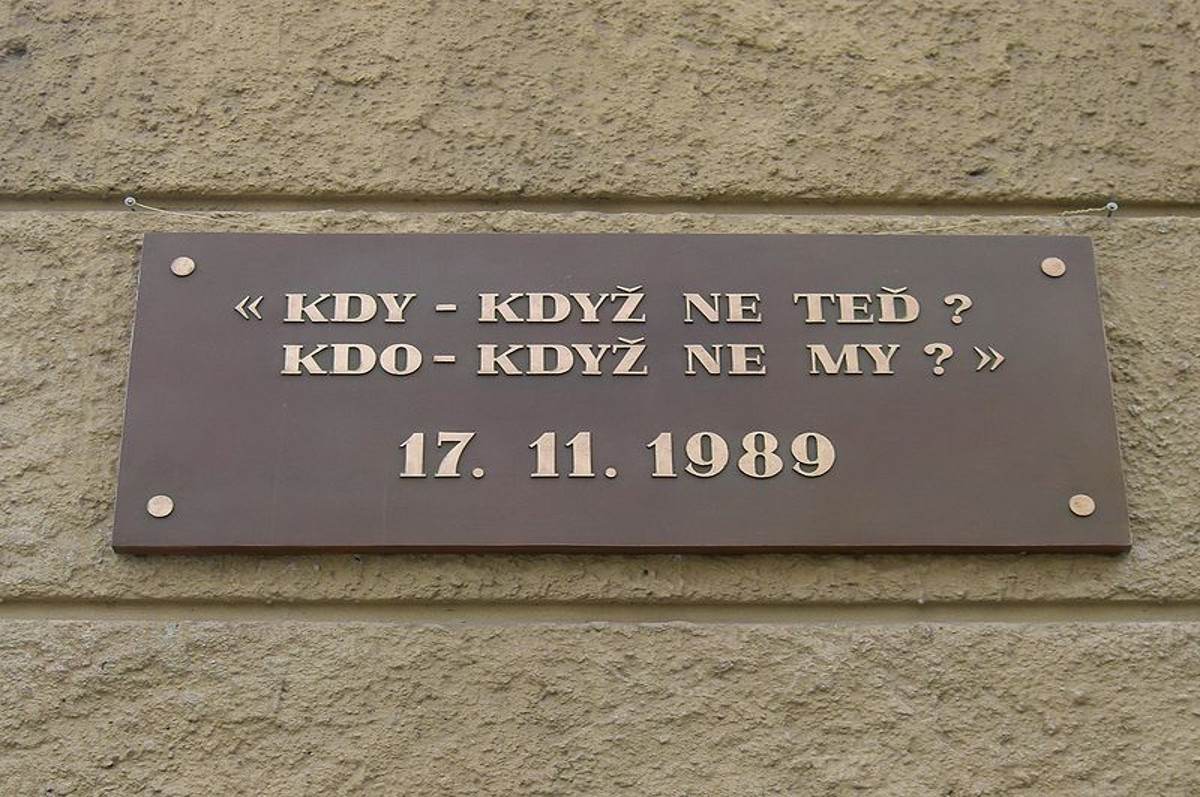 « KDY - KDYŽ NE TEĎ ?
KDO - KDYŽ NE MY ? »
17. 11. 1989